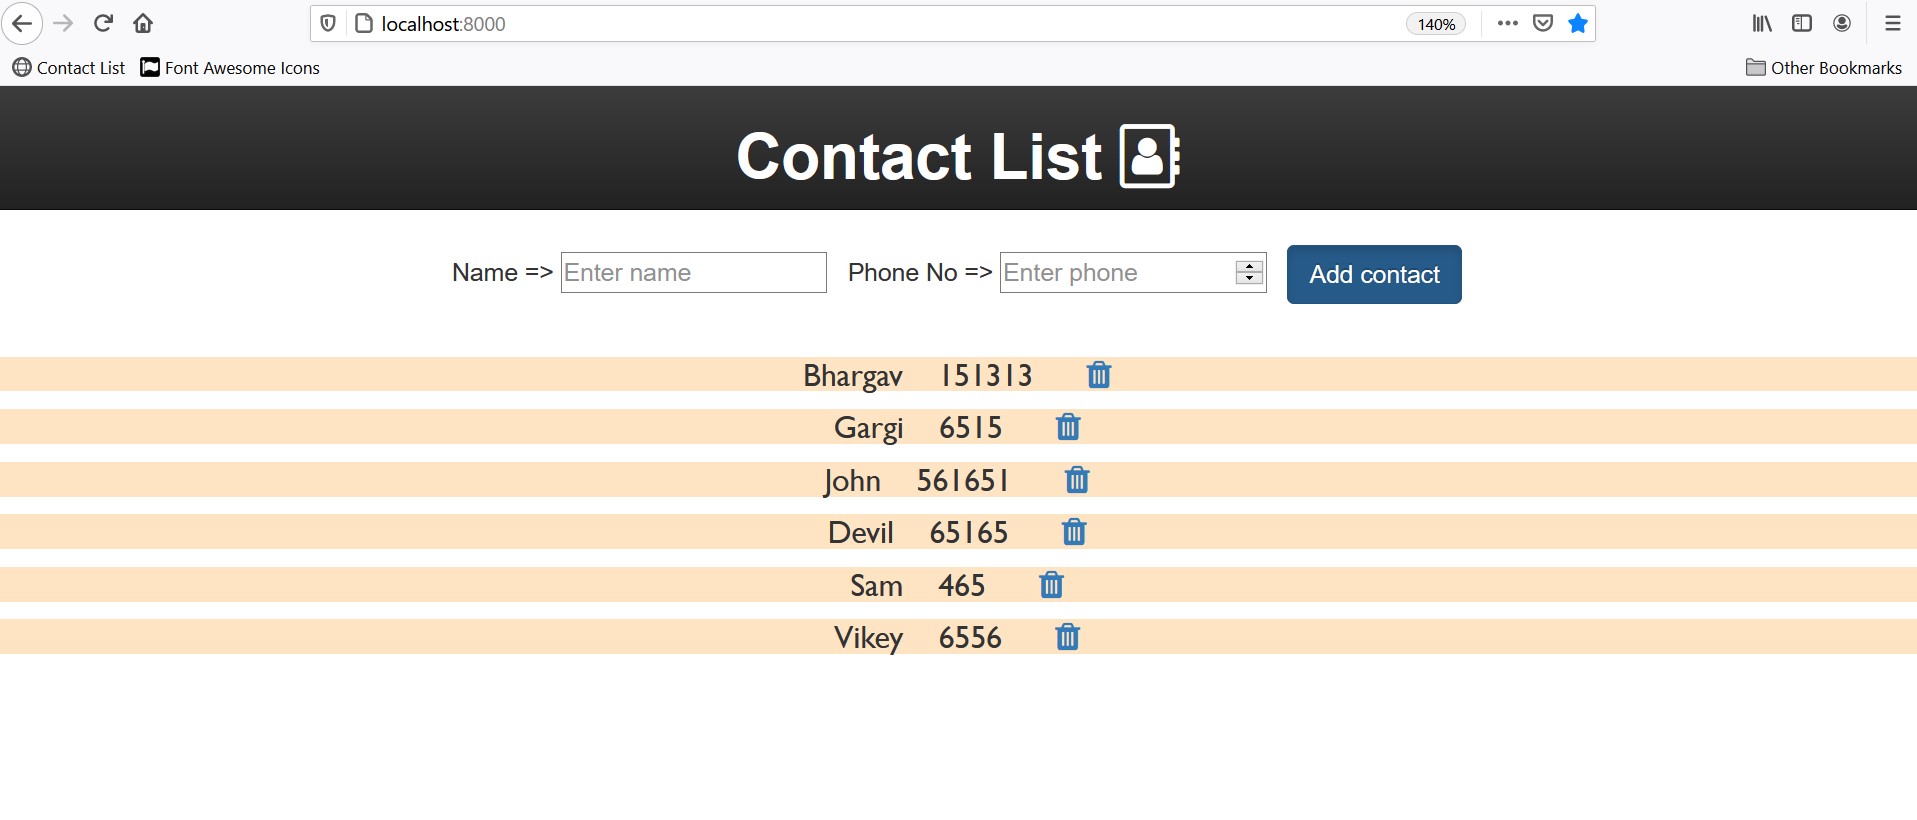 localhost:8000 140%
Contact List Font Awesome Icons Other Bookmarks
Contact List
Name => Enter name Phone No => Enter phone Add contact
Bhargav 151313
Gargi 6515
John 561651
Devil 65165
Sam 465
Vikey 6556